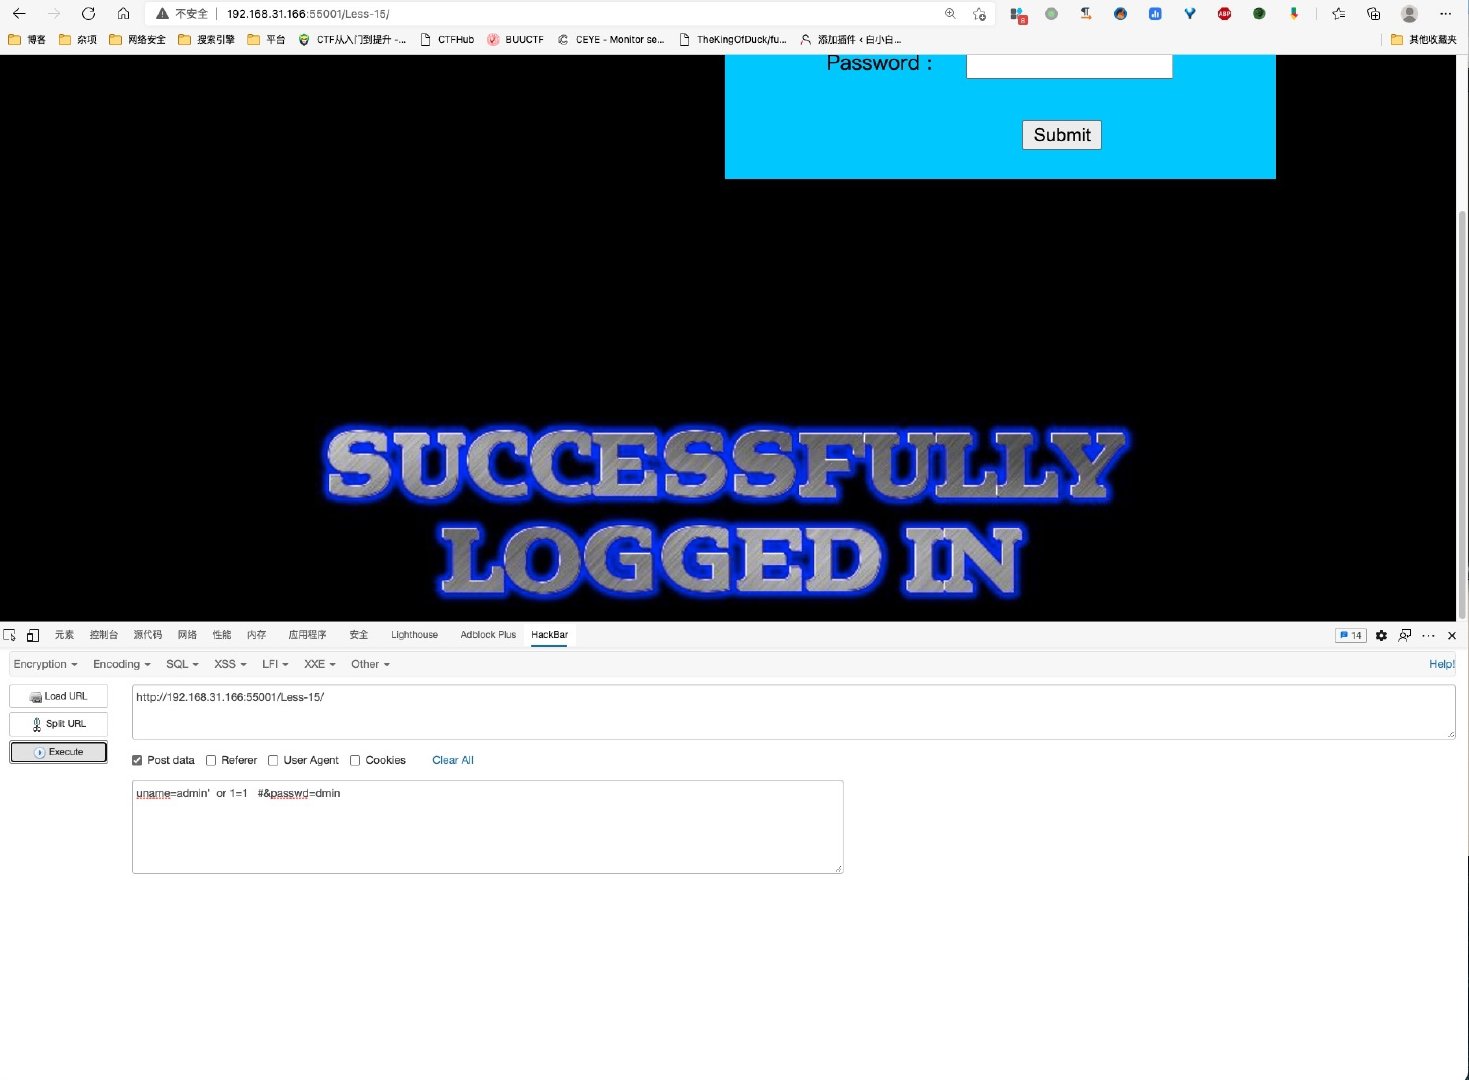 不安全 192.168.31.166:55001/Less-15/
8 ABP
博客 杂项 网络安全 搜索引擎 平台 CTF从入门到提升 -... CTFHub BUUCTF CEYE - Monitor se... TheKingOfDuck/fu... 添加插件 ‹ 白小白... 其他收藏夹
Password :
Submit
SUCCESSFULLY
LOGGED IN
元素 控制台 源代码 网络 性能 内存 应用程序 安全 Lighthouse Adblock Plus HackBar 14
Encryption Encoding SQL XSS LFI XXE Other Help!
Load URL http://192.168.31.166:55001/Less-15/
Split URL
Execute
Post data Referer User Agent Cookies Clear All
uname=admin' or 1=1 #&passwd=dmin